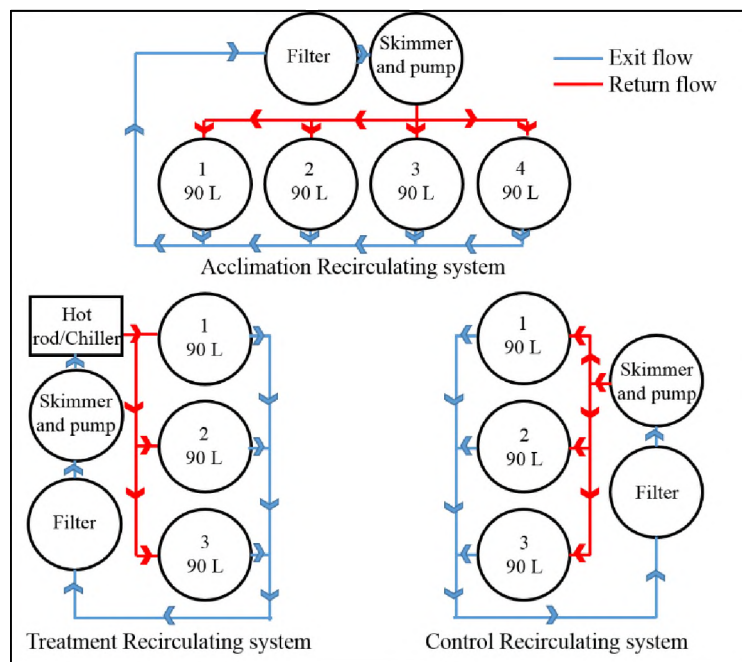 Filter
Skimmer
and pump
Exit flow
Return flow
1
90 L
2
90 L
3
90 L
4
90 L
Acclimation Recirculating system
Hot
rod/Chiller
Skimmer
and pump
Filter
1
90 L
2
90 L
3
90 L
Treatment Recirculating system
1
90 L
2
90 L
3
90 L
Skimmer
and pump
Filter
Control Recirculating system